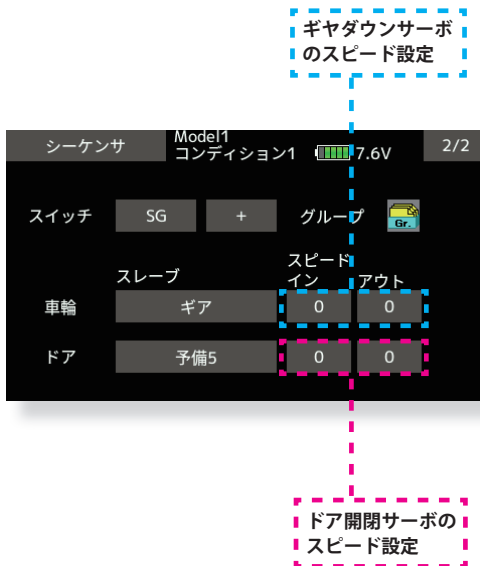 ギヤダウンサーボ
のスピード設定
シーケンサ
Model1
コンディション1
7.6V
2/2
スイッチ
SG
+
グループ
Gr.
スピード
スレーブ
イン
アウト
車輪
ギア
0
0
ドア
予備5
0
0
ドア開閉サーボの
スピード設定